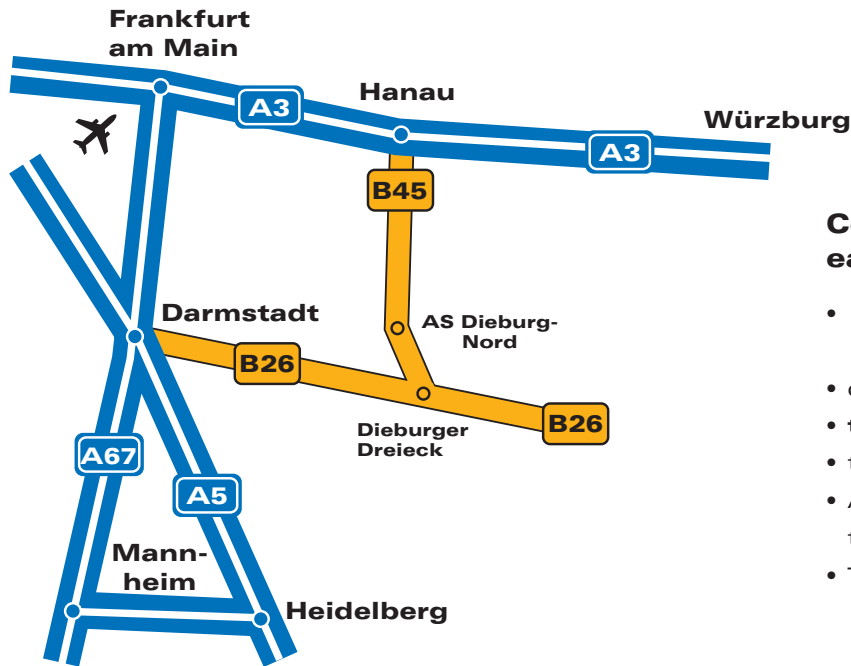 Frankfurt
am Main
A3
Hanau
Würzburg
A3
B45
Darmstadt
AS Dieburg-
Nord
B26
Dieburger
Dreieck
B26
A67
A5
Mann-
heim
Heidelberg